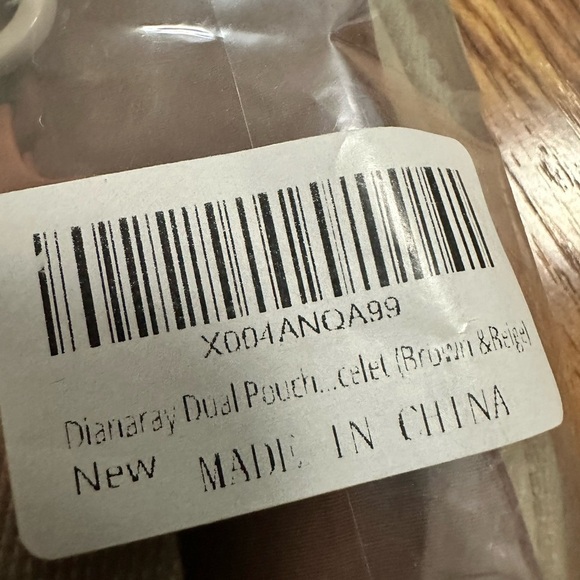 X004ANQA99
Dianaray Dual Pouch...celet (Brown &Beige)
New MADE IN CHINA